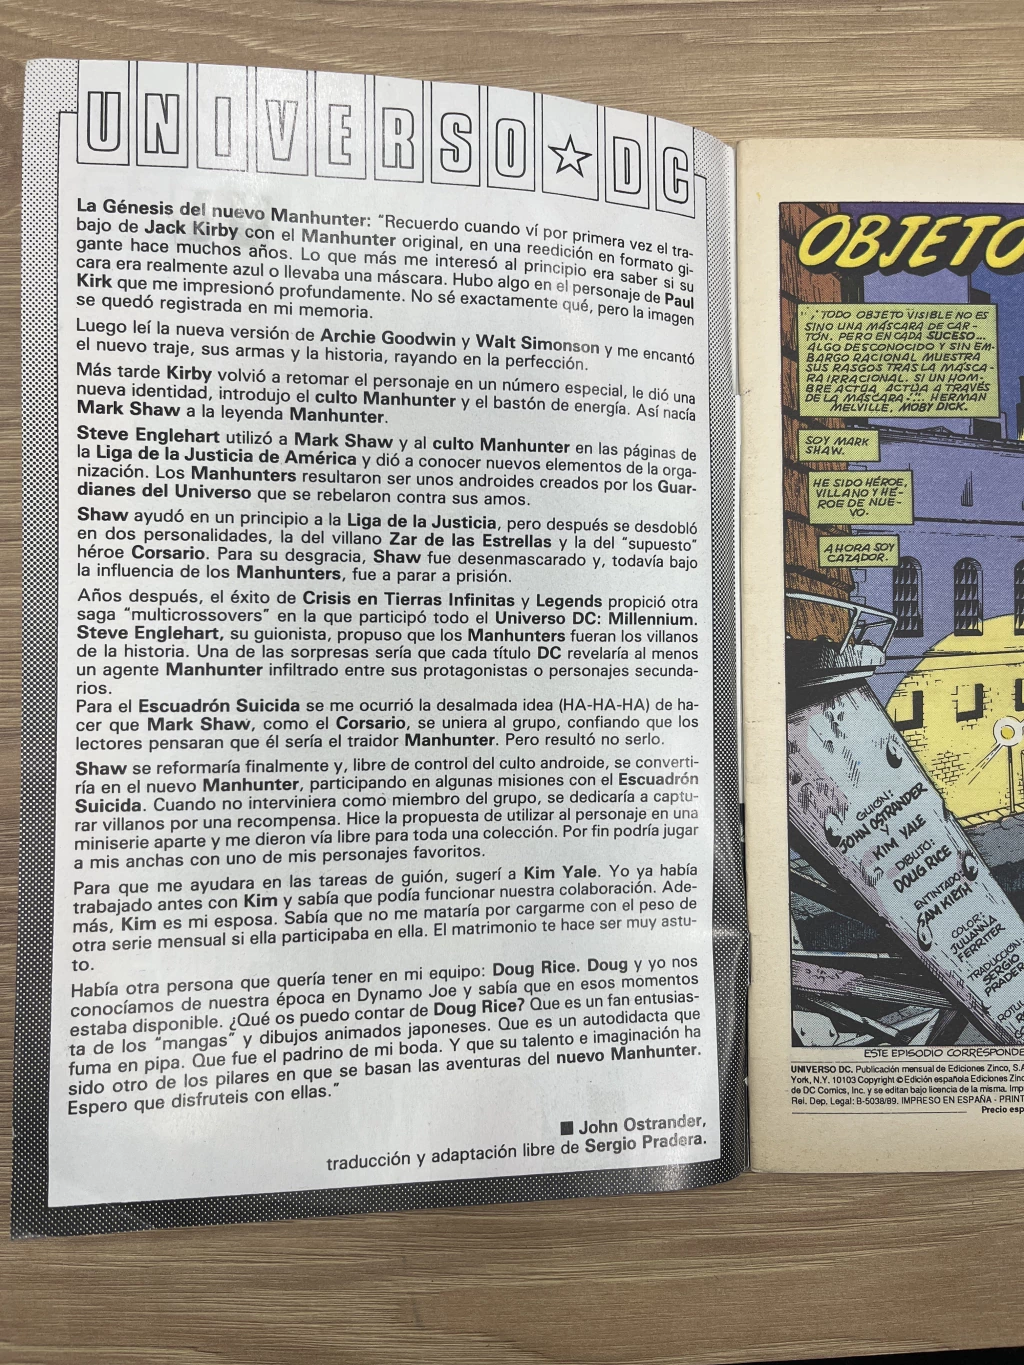 UNIVERSO★DC
La Génesis del nuevo Manhunter: “Recuerdo cuando ví por primera vez el tra-
bajo de Jack Kirby con el Manhunter original, en una reedición en formato gi-
gante hace muchos años. Lo que más me interesó al principio era saber si su
cara era realmente azul o llevaba una máscara. Hubo algo en el personaje de Paul
Kirk que me impresionó profundamente. No sé exactamente qué, pero la imagen
se quedó registrada en mi memoria.
Luego leí la nueva versión de Archie Goodwin y Walt Simonson y me encantó
el nuevo traje, sus armas y la historia, rayando en la perfección.
Más tarde Kirby volvió a retomar el personaje en un número especial, le dió una
nueva identidad, introdujo el culto Manhunter y el bastón de energía. Así nacía
Mark Shaw a la leyenda Manhunter.
Steve Englehart utilizó a Mark Shaw y al culto Manhunter en las páginas de
la Liga de la Justicia de América y dió a conocer nuevos elementos de la orga-
nización. Los Manhunters resultaron ser unos androides creados por los Guar-
dianes del Universo que se rebelaron contra sus amos.
Shaw ayudó en un principio a la Liga de la Justicia, pero después se desdobló
en dos personalidades, la del villano Zar de las Estrellas y la del “supuesto”
héroe Corsario. Para su desgracia, Shaw fue desenmascarado y, todavía bajo
la influencia de los Manhunters, fue a parar a prisión.
Años después, el éxito de Crisis en Tierras Infinitas y Legends propició otra
saga “multicrossovers” en la que participó todo el Universo DC: Millennium.
Steve Englehart, su guionista, propuso que los Manhunters fueran los villanos
de la historia. Una de las sorpresas sería que cada título DC revelaría al menos
un agente Manhunter infiltrado entre sus protagonistas o personajes secunda-
rios.
Para el Escuadrón Suicida se me ocurrió la desalmada idea (HA-HA-HA) de ha-
cer que Mark Shaw, como el Corsario, se uniera al grupo, confiando que los
lectores pensaran que él sería el traidor Manhunter. Pero resultó no serlo.
Shaw se reformaría finalmente y, libre de control del culto androide, se converti-
ría en el nuevo Manhunter, participando en algunas misiones con el Escuadrón
Suicida. Cuando no interviniera como miembro del grupo, se dedicaría a captu-
rar villanos por una recompensa. Hice la propuesta de utilizar al personaje en una
miniserie aparte y me dieron vía libre para toda una colección. Por fin podría jugar
a mis anchas con uno de mis personajes favoritos.
Para que me ayudara en las tareas de guión, sugerí a Kim Yale. Yo ya había
trabajado antes con Kim y sabía que podía funcionar nuestra colaboración. Ade-
más, Kim es mi esposa. Sabía que no me mataría por cargarme con el peso de
otra serie mensual si ella participaba en ella. El matrimonio te hace ser muy astu-
to.
Había otra persona que quería tener en mi equipo: Doug Rice. Doug y yo nos
conocíamos de nuestra época en Dynamo Joe y sabía que en esos momentos
estaba disponible. ¿Qué os puedo contar de Doug Rice? Que es un fan entusias-
ta de los “mangas” y dibujos animados japoneses. Que es un autodidacta que
fuma en pipa. Que fue el padrino de mi boda. Y que su talento e imaginación ha
sido otro de los pilares en que se basan las aventuras del nuevo Manhunter.
Espero que disfruteis con ellas.”
■ John Ostrander,
traducción y adaptación libre de Sergio Pradera.
OBJETO
¡TODO OBJETO VISIBLE NO ES
SINO UNA MÁSCARA DE CAR-
TÓN. PERO EN CADA SUCESO...
ALGO DESCONOCIDO Y SIN EM-
BARGO RACIONAL MUESTRA
SUS RASGOS TRAS LA MÁSCA-
RA IRRACIONAL. SI UN HOM-
BRE ACTÚA, ACTÚA A TRAVÉS
DE LA MÁSCARA!... HERMAN
MELVILLE, MOBY DICK.
SOY MARK
SHAW.
HE SIDO HÉROE,
VILLANO Y HÉ-
ROE DE NUE-
VO.
AHORA SOY
CAZADOR.
GUIÓN:
JOHN OSTRANDER
Y
KIM YALE
DIBUJO:
DOUG RICE
ENTINTADO:
SAM KIETH
COLOR:
JULIANNA
FERRITER
TRADUCCIÓN:
SERGIO
PRADER
ROTU
ESTE EPISODIO CORRESPONDE
UNIVERSO DC. Publicación mensual de Ediciones Zinco, S.A
York, N.Y. 10103 Copyright © Edición española Ediciones Zinc
de DC Comics, Inc. y se editan bajo licencia de la misma. Imp
Rel. Dep. Legal: B-5038/89. IMPRESO EN ESPAÑA - PRINT
Precio esp